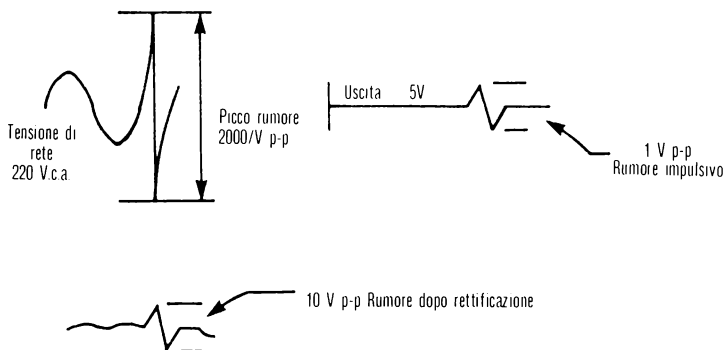 Tensione di
rete
220 V.c.a.
Picco rumore
2000/V p-p
Uscita 5V
1 V p-p
Rumore impulsivo
10 V p-p Rumore dopo rettificazione